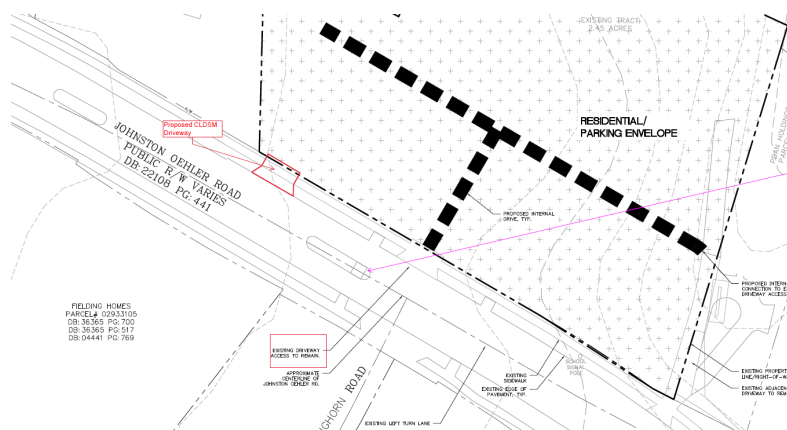 EXISTING TRACT
2.45 ACRES
RESIDENTIAL/
PARKING ENVELOPE
Proposed CLDSM
Driveway
JOHNSTON OEHLER ROAD
PUBLIC R/W VARIES
DB: 22108 PG: 441
PROPOSED INTERNAL
DRIVE, TYP.
PROPOSED INTERN
CONNECTION TO E
DRIVEWAY ACCESS
FIELDING HOMES
PARCEL# 02933105
DB: 36365 PG: 700
DB: 36365 PG: 517
DB: 04441 PG: 769
EXISTING DRIVEWAY
ACCESS TO REMAIN.
APPROXIMATE
CENTERLINE OF
JOHNSTON OEHLER RD.
GHORN ROAD
EXISTING LEFT TURN LANE
EXISTING
SIDEWALK
EXISTING EDGE OF
PAVEMENT, TYP.
SCHOOL
SIGNAL
POLE
EXISTING PROPERT
LINE/RIGHT-OF-W
EXISTING ADJACEN
DRIVEWAY TO REM